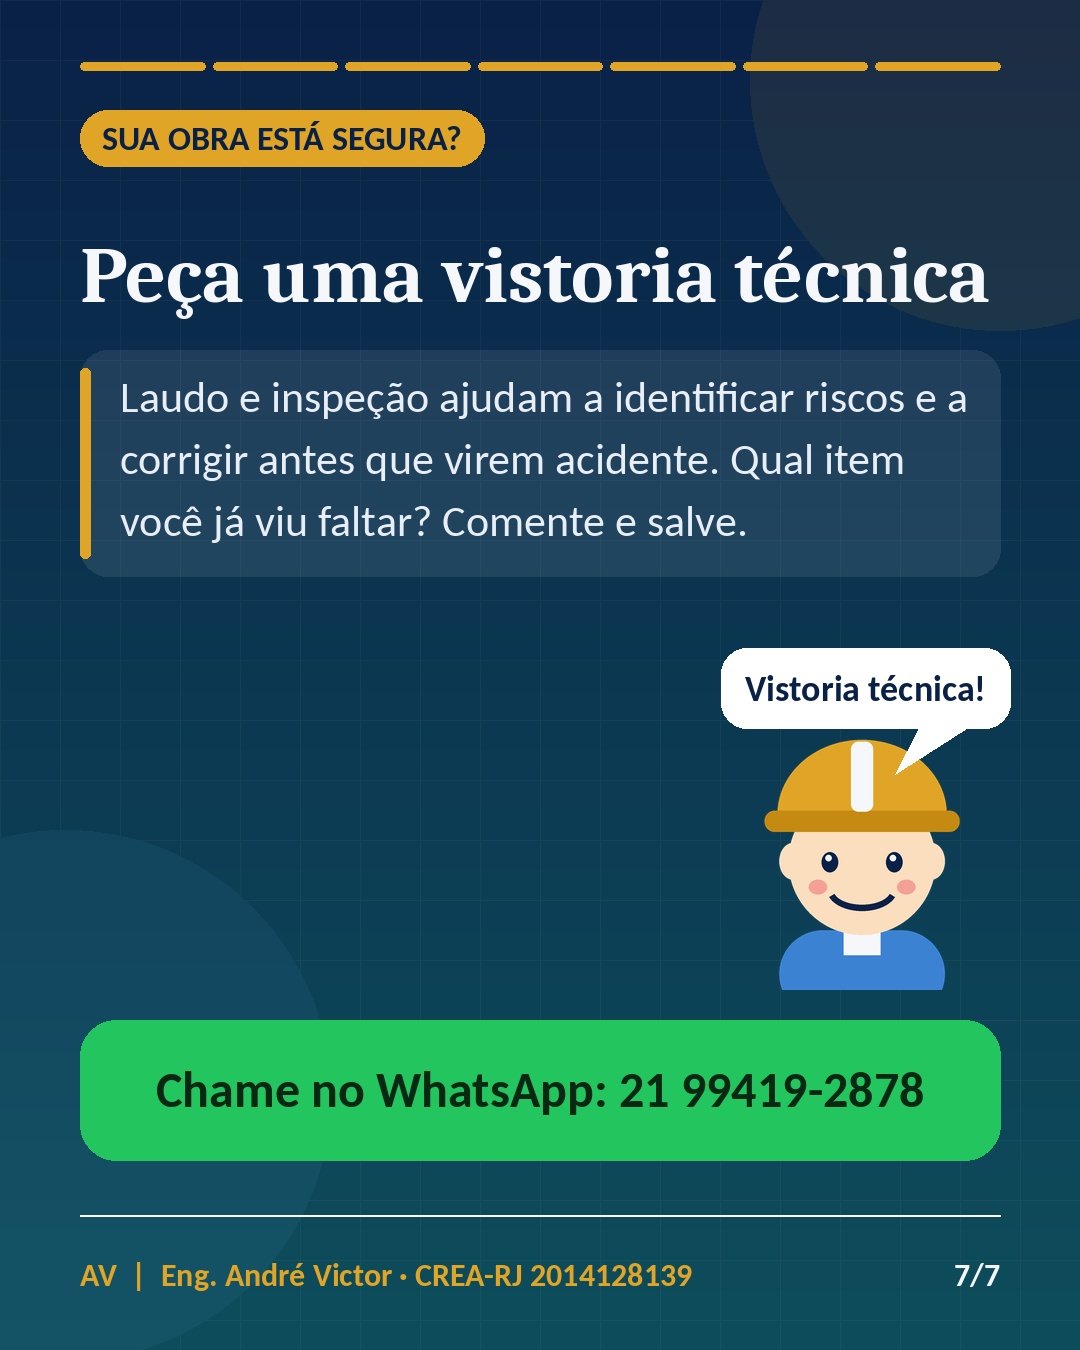 SUA OBRA ESTÁ SEGURA?
Peça uma vistoria técnica
Laudo e inspeção ajudam a identificar riscos e a
corrigir antes que virem acidente. Qual item
você já viu faltar? Comente e salve.
Vistoria técnica!
Chame no WhatsApp: 21 99419-2878
AV | Eng. André Victor · CREA-RJ 2014128139
7/7